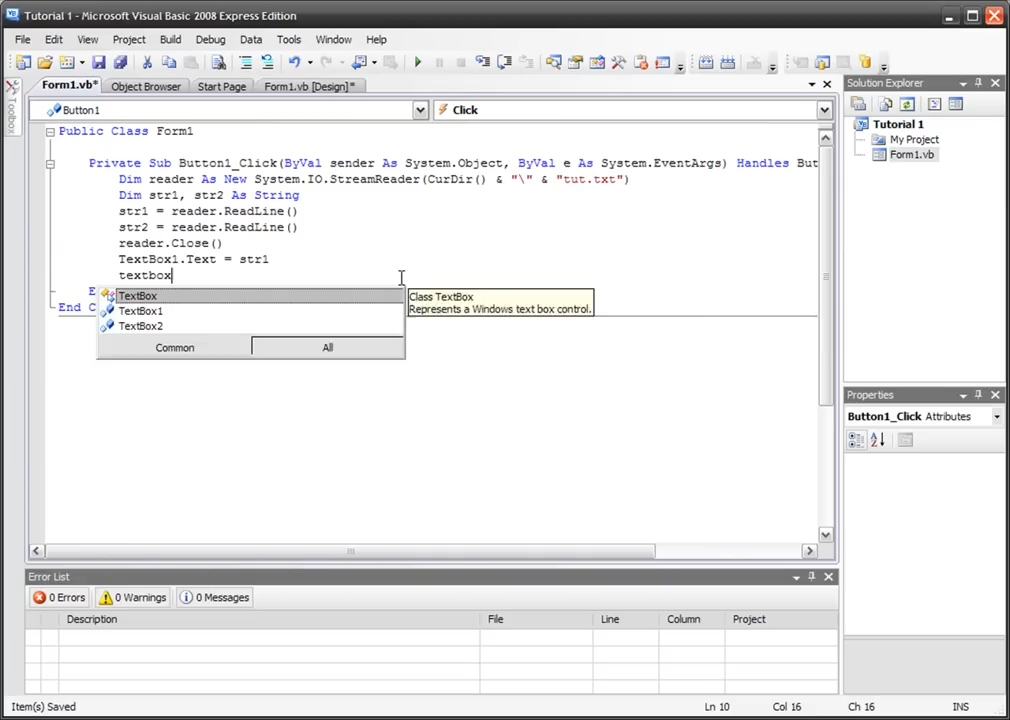 Tutorial 1 - Microsoft Visual Basic 2008 Express Edition
File Edit View Project Build Debug Data Tools Window Help
Toolbox
Form1.vb* Object Browser Start Page Form1.vb [Design]*
Button1 Click
Public Class Form1
Private Sub Button1_Click(ByVal sender As System.Object, ByVal e As System.EventArgs) Handles But
Dim reader As New System.IO.StreamReader(CurDir() & "\" & "tut.txt")
Dim str1, str2 As String
str1 = reader.ReadLine()
str2 = reader.ReadLine()
reader.Close()
TextBox1.Text = str1
textbox
E
End C
TextBox
TextBox1
TextBox2
Common All
Class TextBox
Represents a Windows text box control.
Solution Explorer
Tutorial 1
My Project
Form1.vb
Properties
Button1_Click Attributes
Error List
0 Errors 0 Warnings 0 Messages
Description File Line Column Project
Item(s) Saved Ln 10 Col 16 Ch 16 INS